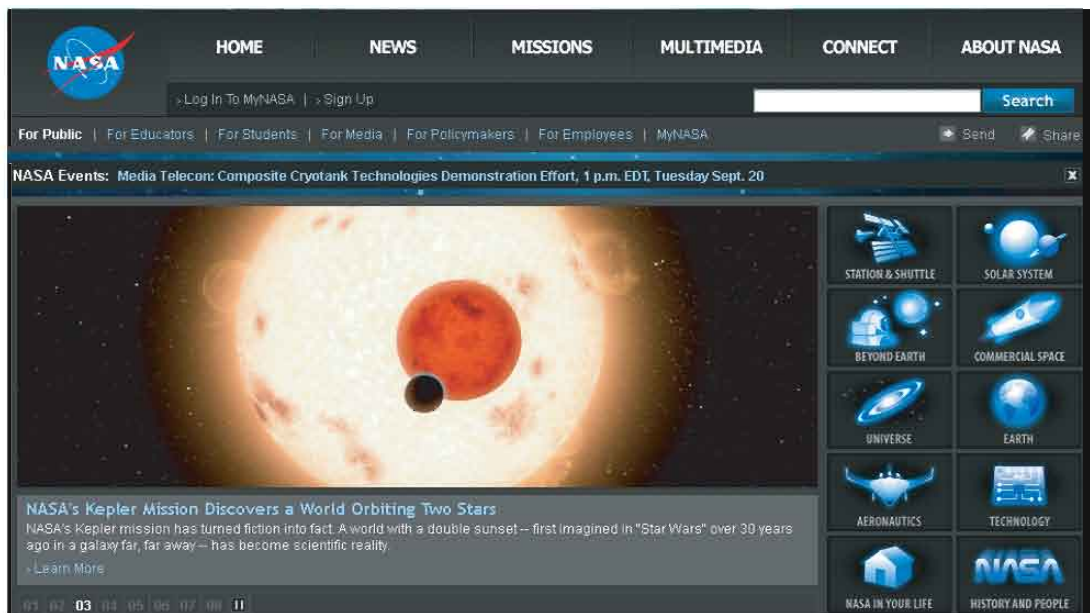 NASA
HOME NEWS MISSIONS MULTIMEDIA CONNECT ABOUT NASA
› Log In To MyNASA | › Sign Up
Search
For Public | For Educators | For Students | For Media | For Policymakers | For Employees | MyNASA
Send Share
NASA Events: Media Telecon: Composite Cryotank Technologies Demonstration Effort, 1 p.m. EDT, Tuesday Sept. 20
STATION & SHUTTLE SOLAR SYSTEM
BEYOND EARTH COMMERCIAL SPACE
UNIVERSE EARTH
AERONAUTICS TECHNOLOGY
NASA
NASA IN YOUR LIFE HISTORY AND PEOPLE
NASA's Kepler Mission Discovers a World Orbiting Two Stars
NASA's Kepler mission has turned fiction into fact. A world with a double sunset -- first imagined in "Star Wars" over 30 years
ago in a galaxy far, far away -- has become scientific reality.
› Learn More
01 02 03 04 05 06 07 08